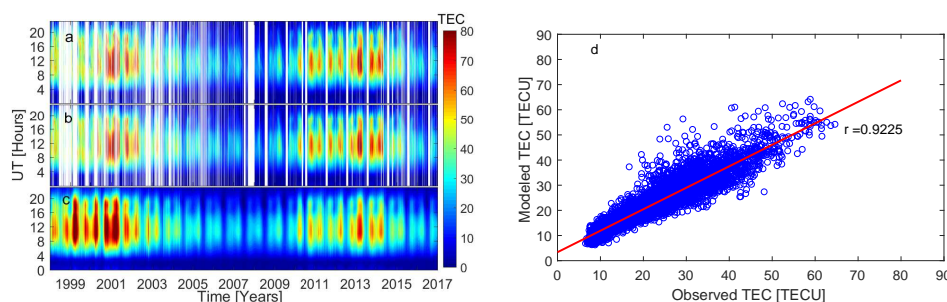 TEC
80
70
60
50
40
30
20
10
0
UT [Hours]
a
20
16
12
8
4
b
20
16
12
8
4
c
20
16
12
8
4
0
1999 2001 2003 2005 2007 2009 2011 2013 2015 2017
Time [Years]
d
Modeled TEC [TECU]
90
80
70
60
50
40
30
20
10
0
r =0.9225
0 10 20 30 40 50 60 70 80 90
Observed TEC [TECU]